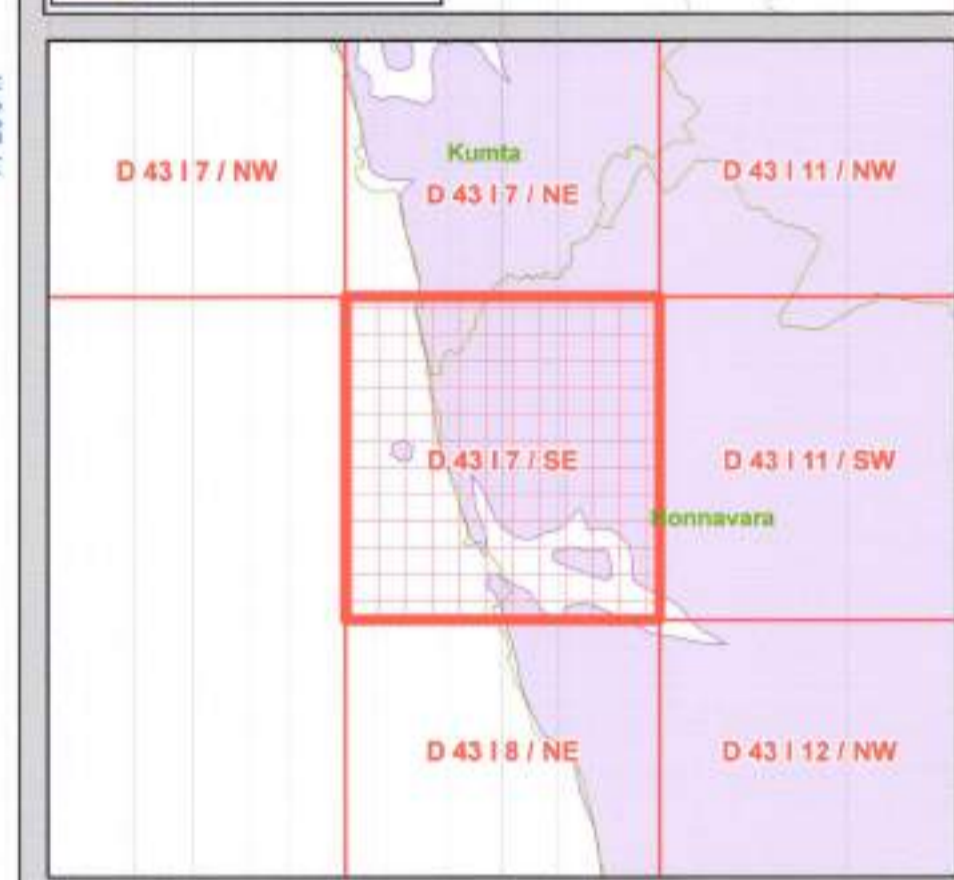 Kumta
D 43 I 7 / NW
D 43 I 7 / NE
D 43 I 11 / NW
D 43 I 7 / SE
D 43 I 11 / SW
Honnavara
D 43 I 8 / NE
D 43 I 12 / NW